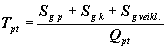 T_pt = (S_g p + S_g k + S_g veikl.) / Q_pt